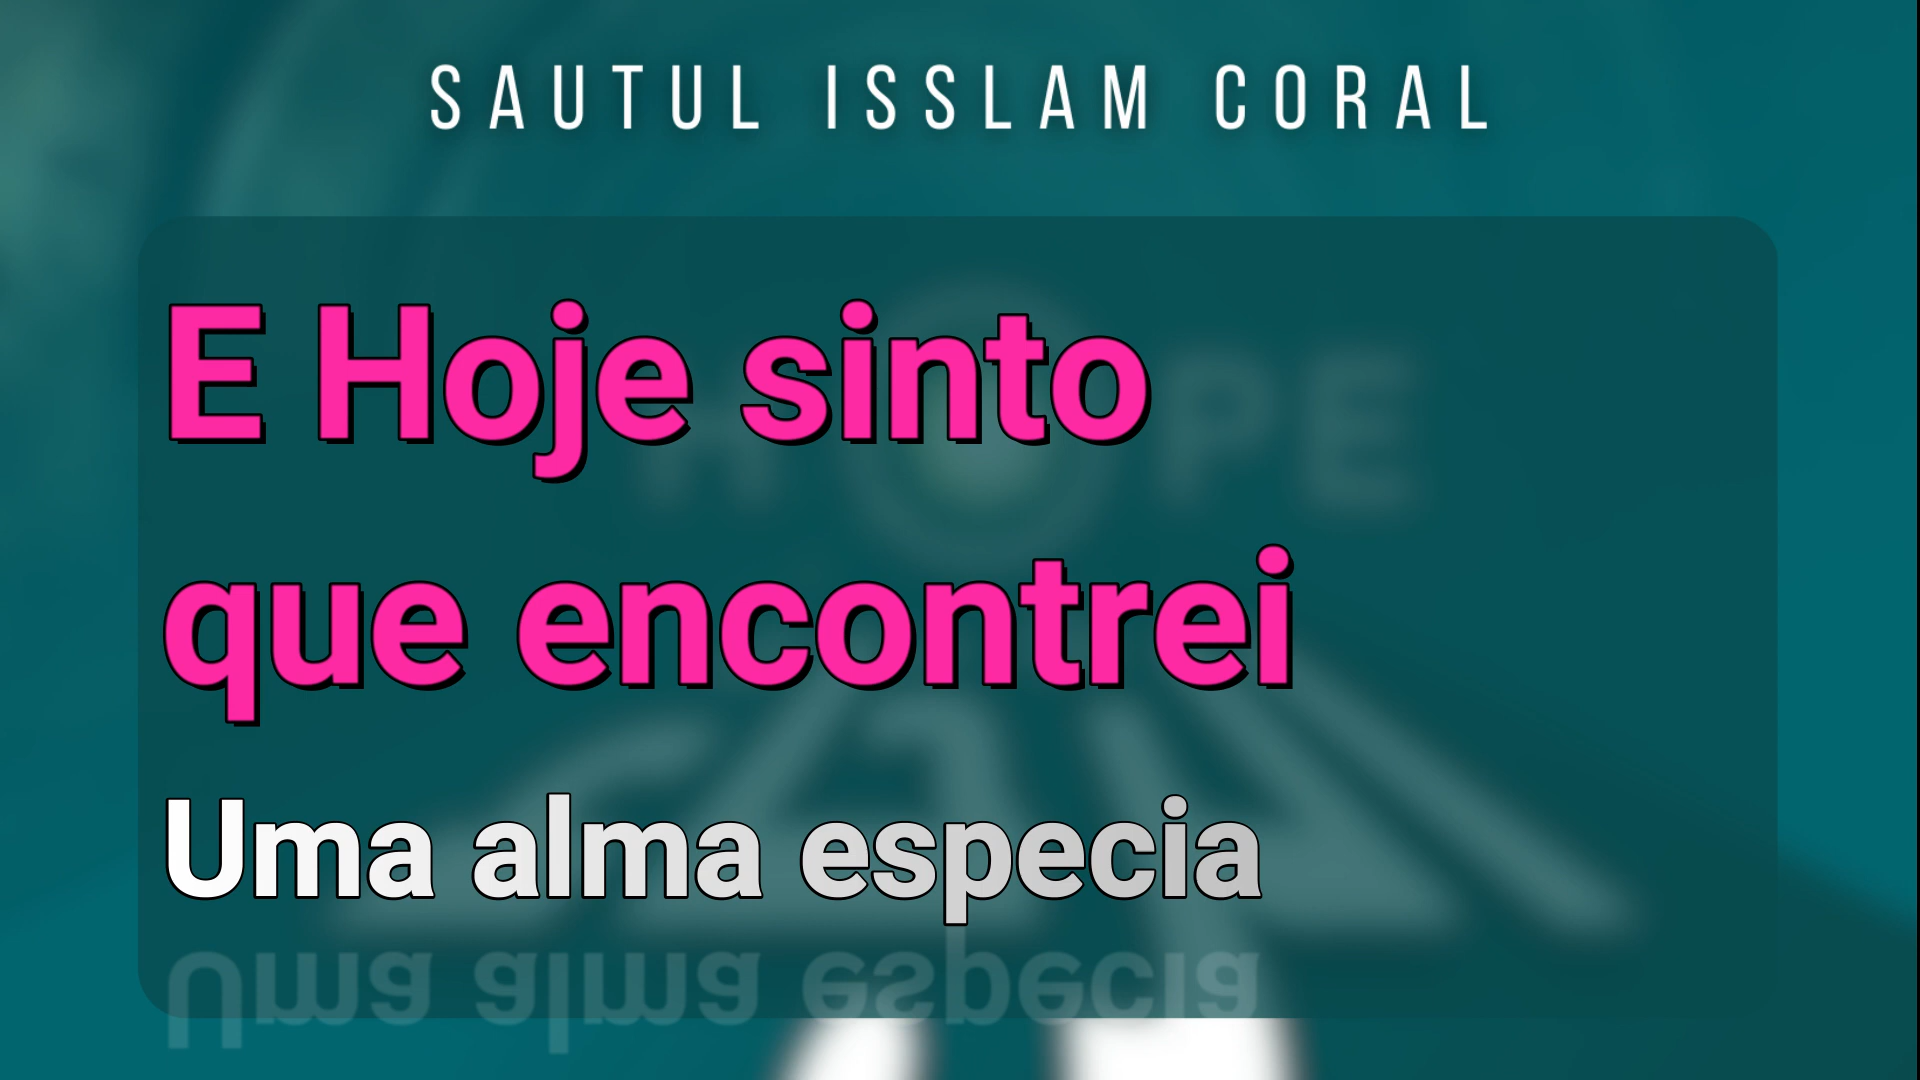 SAUTUL ISSLAM CORAL
E Hoje sinto
que encontrei
Uma alma especia